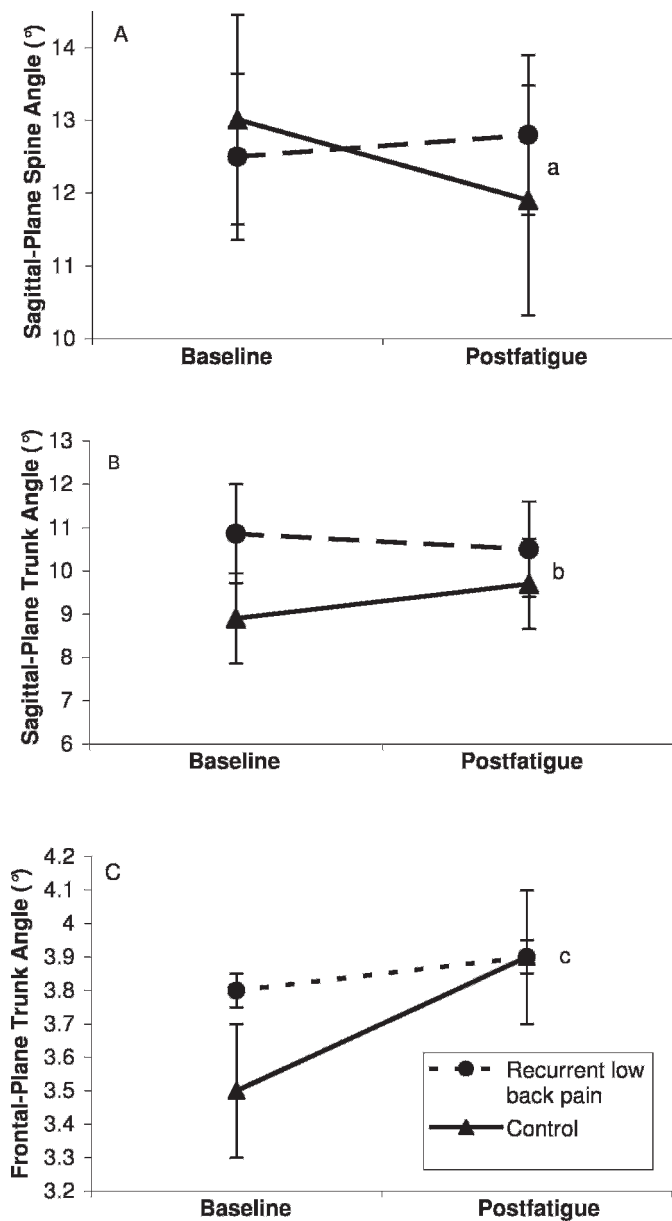 A
Sagittal-Plane Spine Angle (°)
14
13
12
11
10
a
Baseline
Postfatigue
B
Sagittal-Plane Trunk Angle (°)
13
12
11
10
9
8
7
6
b
Baseline
Postfatigue
C
Frontal-Plane Trunk Angle (°)
4.2
4.1
4
3.9
3.8
3.7
3.6
3.5
3.4
3.3
3.2
c
Recurrent low
back pain
Control
Baseline
Postfatigue